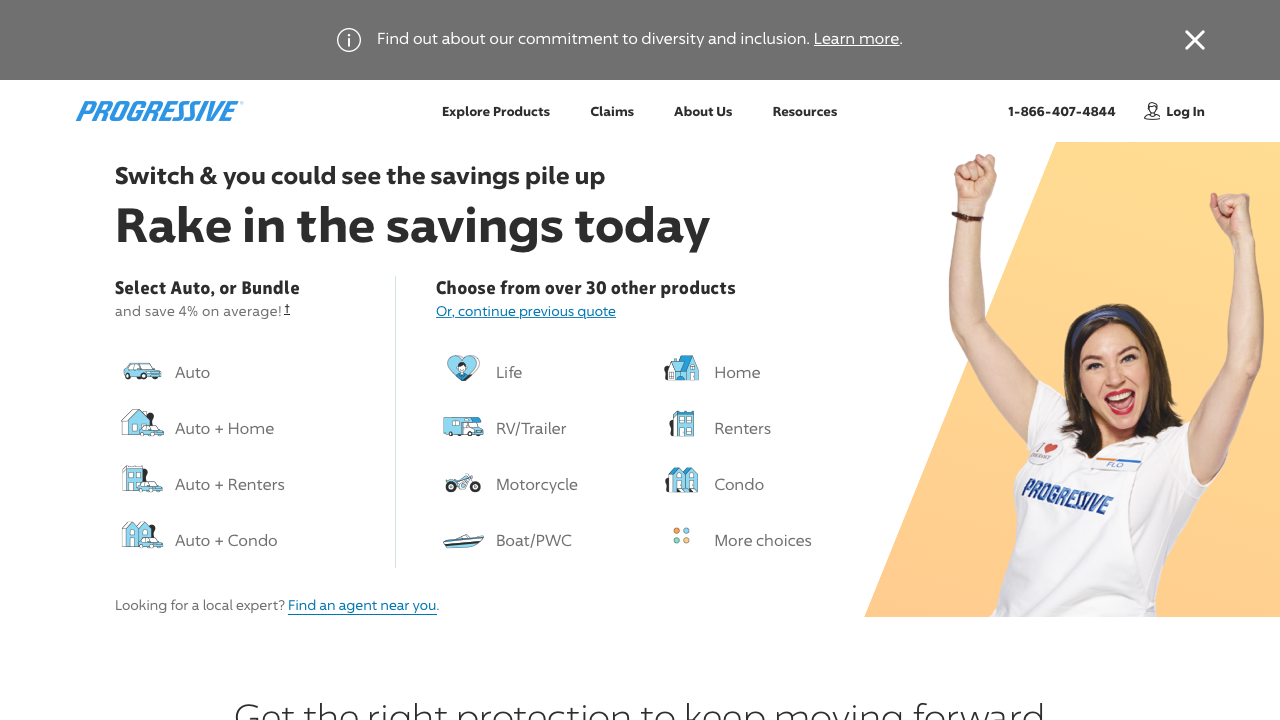 Find out about our commitment to diversity and inclusion. Learn more.
PROGRESSIVE®
Explore Products
Claims
About Us
Resources
1-866-407-4844
Log In
Switch & you could see the savings pile up
Rake in the savings today
Select Auto, or Bundle
and save 4% on average!†
Choose from over 30 other products
Or, continue previous quote
Auto
Auto + Home
Auto + Renters
Auto + Condo
Life
RV/Trailer
Motorcycle
Boat/PWC
Home
Renters
Condo
More choices
I
FLO
PROGRESSIVE
Looking for a local expert? Find an agent near you.
Get the right protection to keep moving forward